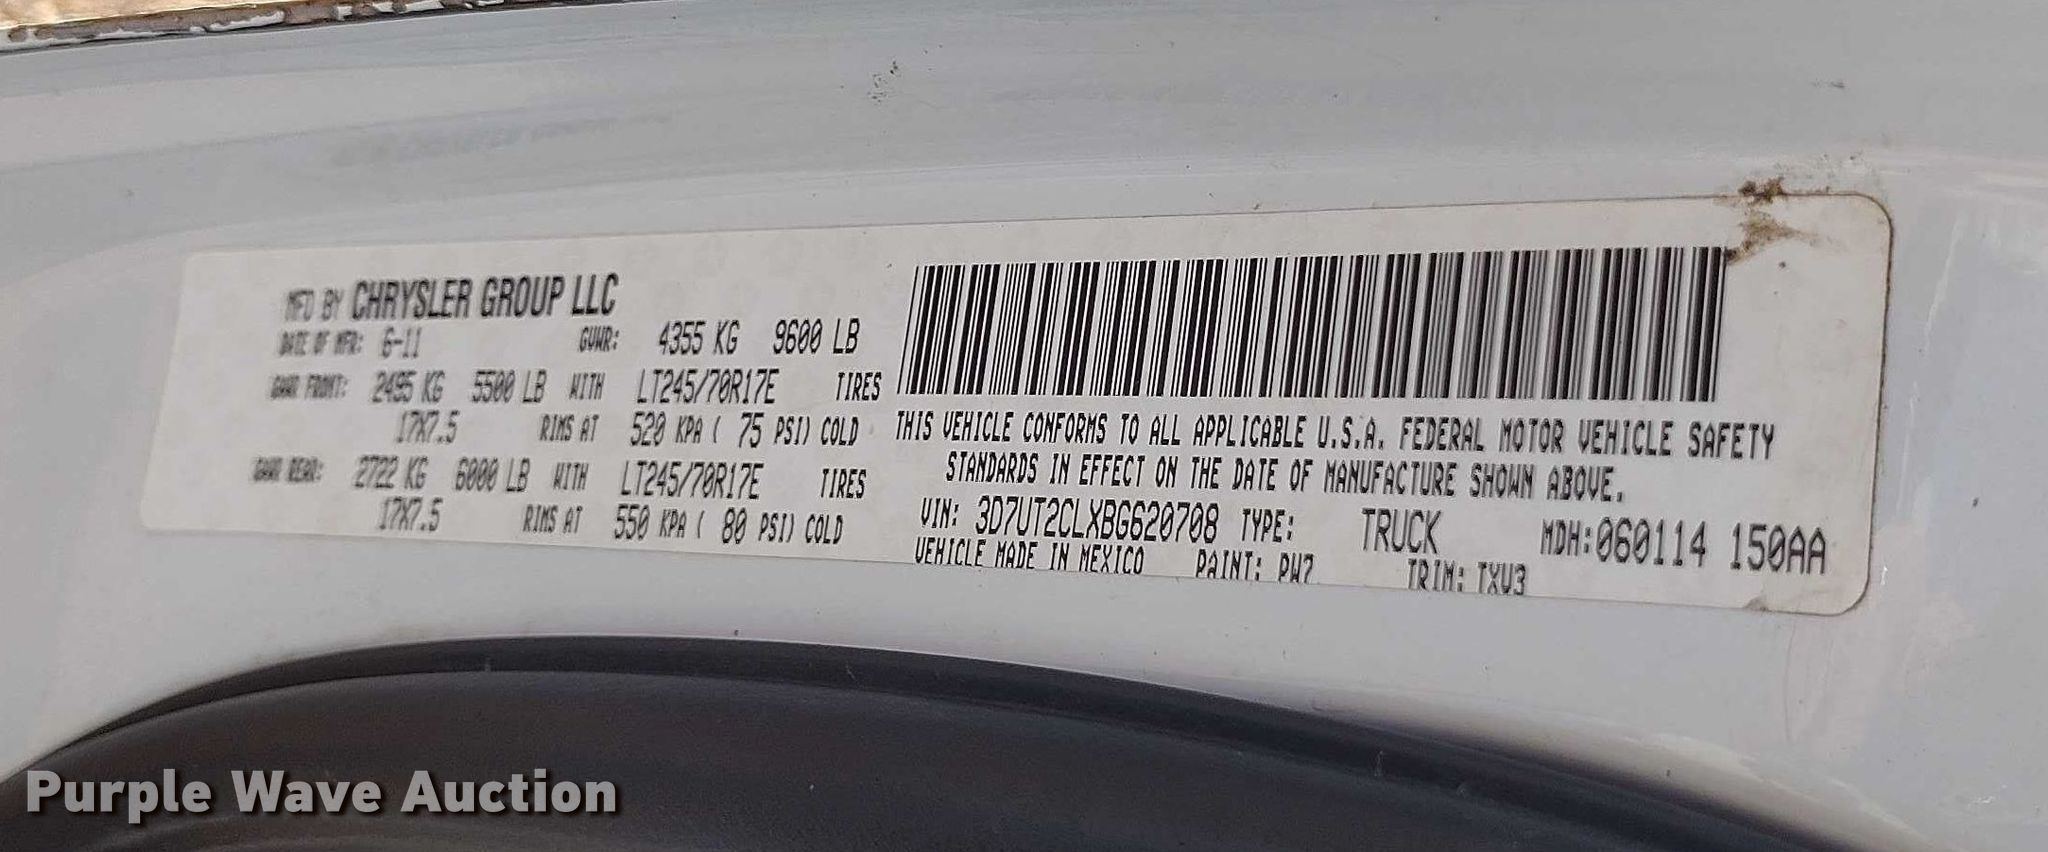 MFD BY CHRYSLER GROUP LLC
DATE OF MFR: 6-11 GVWR: 4355 KG 9600 LB
GAWR FRONT: 2495 KG 5500 LB WITH LT245/70R17E TIRES
17X7.5 RIMS AT 520 KPA ( 75 PSI) COLD
GAWR REAR: 2722 KG 6000 LB WITH LT245/70R17E TIRES
17X7.5 RIMS AT 550 KPA ( 80 PSI) COLD
THIS VEHICLE CONFORMS TO ALL APPLICABLE U.S.A. FEDERAL MOTOR VEHICLE SAFETY
STANDARDS IN EFFECT ON THE DATE OF MANUFACTURE SHOWN ABOVE.
VIN: 3D7UT2CLXBG620708 TYPE: TRUCK MDH:060114 150AA
VEHICLE MADE IN MEXICO PAINT: PW7 TRIM: TXV3
Purple Wave Auction